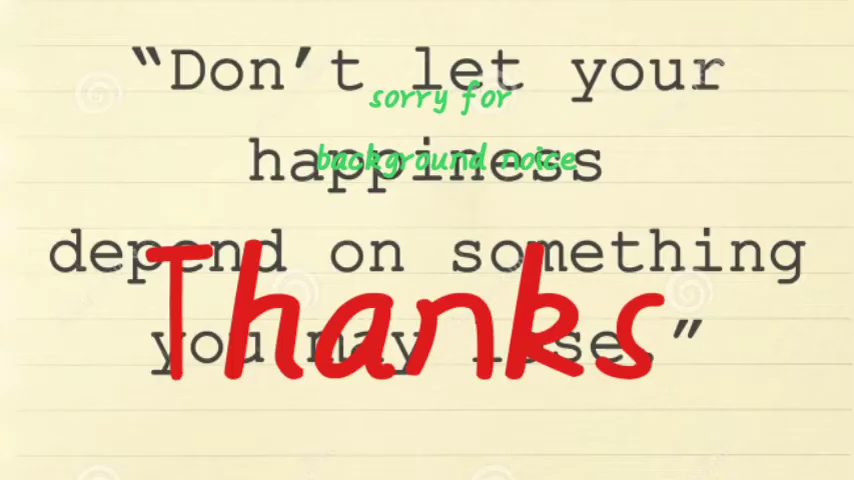 “Don’t let your
sorry for
happiness
background noice
depend on something
Thanks
you may lose.”